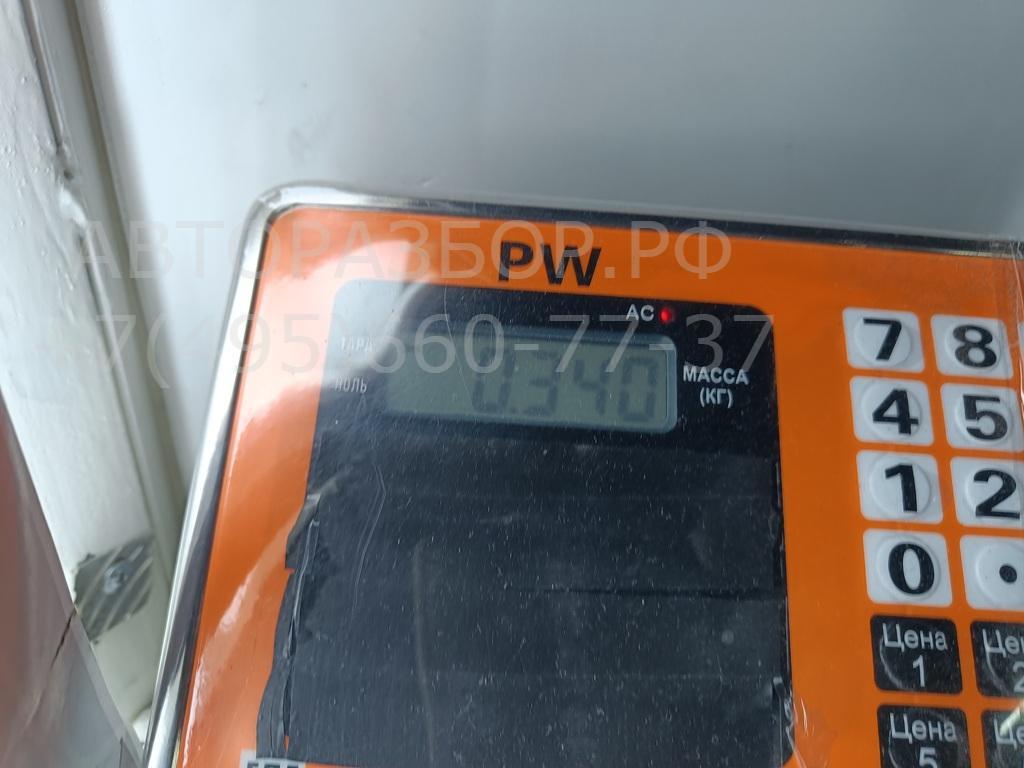 АВТОРАЗБОР.РФ
+7(495)660-77-37
PW
AC
ТАРА
НОЛЬ
0.340
МАССА
(КГ)
7 8
4 5
1 2
0 .
Цена
1
2
Цена
5